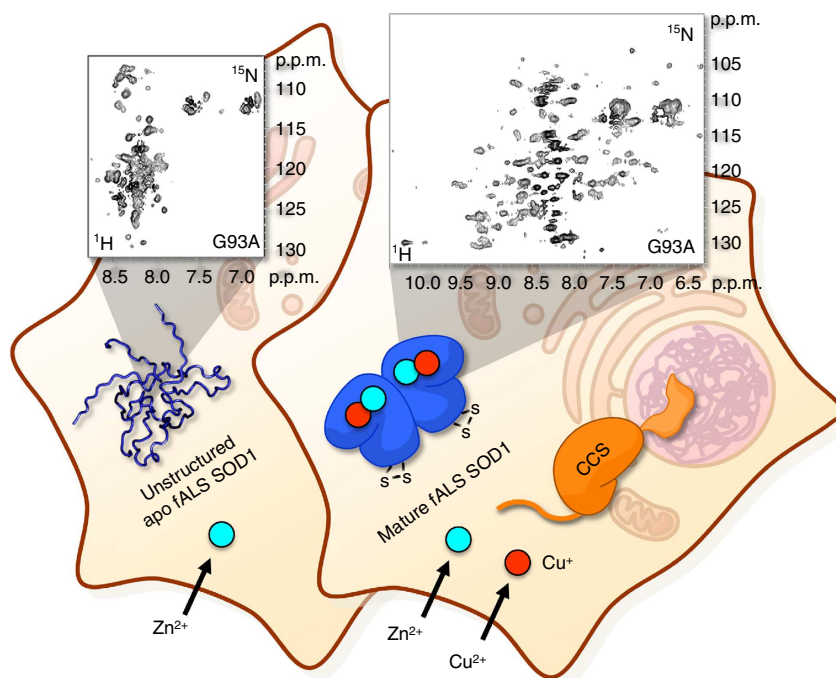 p.p.m.
¹⁵N
110
115
120
125
130
¹H
G93A
8.5 8.0 7.5 7.0 p.p.m.
p.p.m.
¹⁵N
105
110
115
120
125
130
¹H
G93A
10.0 9.5 9.0 8.5 8.0 7.5 7.0 6.5 p.p.m.
Unstructured
apo fALS SOD1
Zn²⁺
S
S
S
S
Mature fALS SOD1
CCS
Cu⁺
Zn²⁺
Cu²⁺